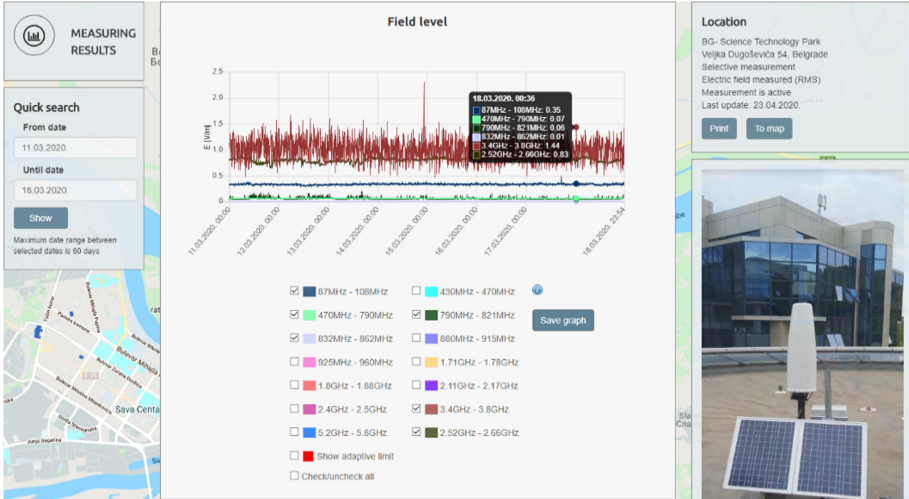 MEASURING
RESULTS
Quick search
From date
11.03.2020.
Until date
18.03.2020.
Show
Maximum date range between
selected dates is 60 days
Field level
E [V/m]
2.5
2.0
1.5
1.0
0.5
0
18.03.2020. 00:36
87MHz - 108MHz: 0.35
470MHz - 790MHz: 0.07
790MHz - 821MHz: 0.06
832MHz - 862MHz: 0.01
3.4GHz - 3.8GHz: 1.44
2.52GHz - 2.66GHz: 0.83
11.03.2020. 00:00
12.03.2020. 00:00
13.03.2020. 00:00
14.03.2020. 00:00
15.03.2020. 00:00
16.03.2020. 00:00
17.03.2020. 00:00
18.03.2020. 23:54
87MHz - 108MHz
430MHz - 470MHz
470MHz - 790MHz
790MHz - 821MHz
Save graph
832MHz - 862MHz
880MHz - 915MHz
925MHz - 960MHz
1.71GHz - 1.78GHz
1.8GHz - 1.88GHz
2.11GHz - 2.17GHz
2.4GHz - 2.5GHz
3.4GHz - 3.8GHz
5.2GHz - 5.8GHz
2.52GHz - 2.66GHz
Show adaptive limit
Check/uncheck all
Location
BG- Science Technology Park
Veljka Dugoševića 54, Belgrade
Selective measurement
Electric field measured (RMS)
Measurement is active
Last update: 23.04.2020.
Print
To map
Bulevar Mihajla
Sava Centa